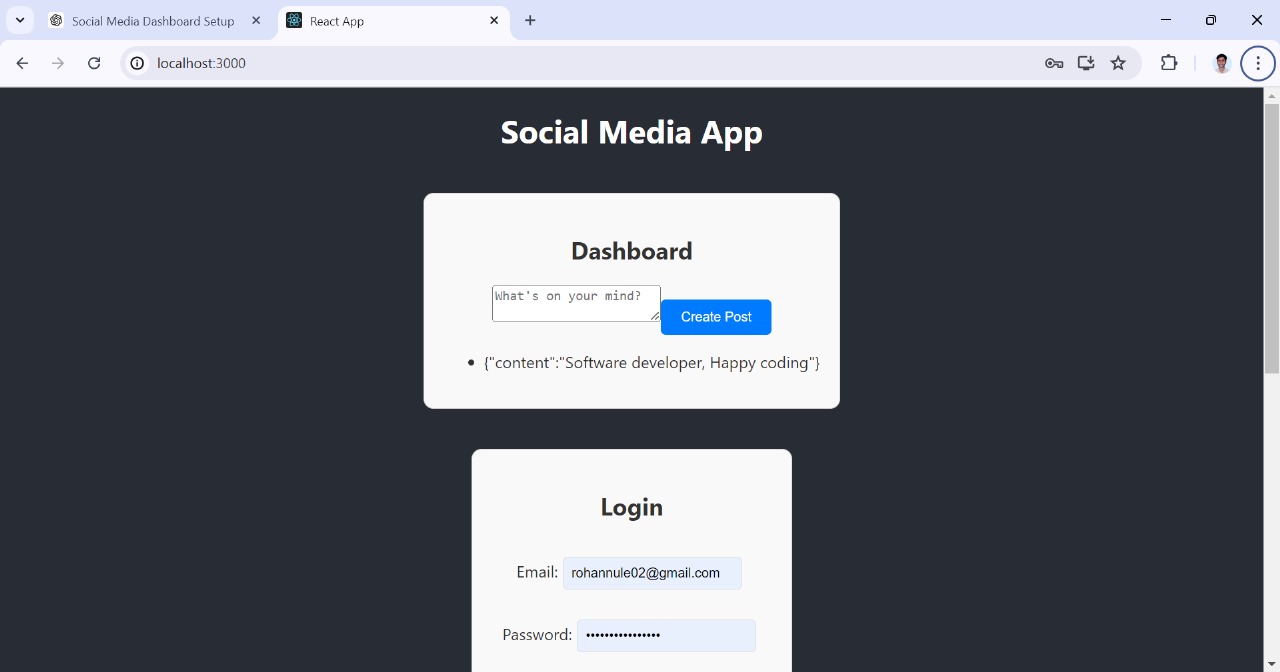 Social Media Dashboard Setup
React App
localhost:3000
Social Media App
Dashboard
What's on your mind?
Create Post
• {"content":"Software developer, Happy coding"}
Login
Email: rohannule02@gmail.com
Password: ••••••••••••••••